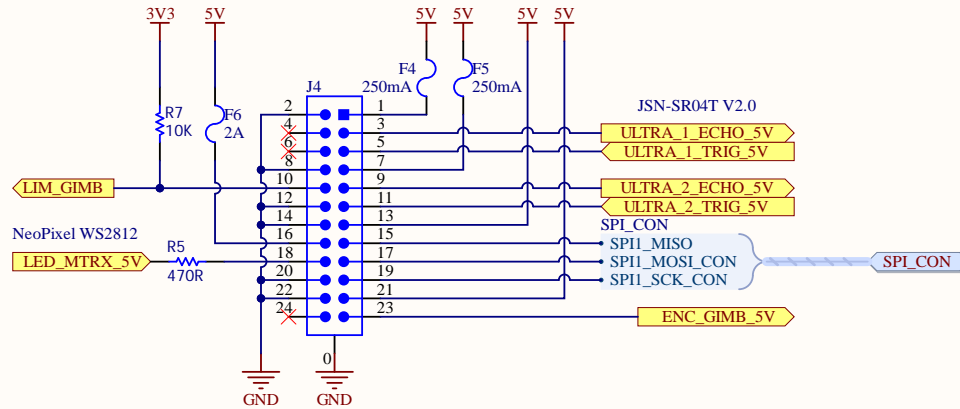 3V3 5V 5V 5V 5V 5V
F4 F5
J4 250mA 250mA
R7 F6 2 1 JSN-SR04T V2.0
10K 2A 4 3 ULTRA_1_ECHO_5V
6 5 ULTRA_1_TRIG_5V
8 7
LIM_GIMB 10 9 ULTRA_2_ECHO_5V
12 11 ULTRA_2_TRIG_5V
14 13 SPI_CON
NeoPixel WS2812 16 15 SPI1_MISO
LED_MTRX_5V R5 470R 18 17 SPI1_MOSI_CON SPI_CON
20 19 SPI1_SCK_CON
22 21
24 23 ENC_GIMB_5V
0
GND GND